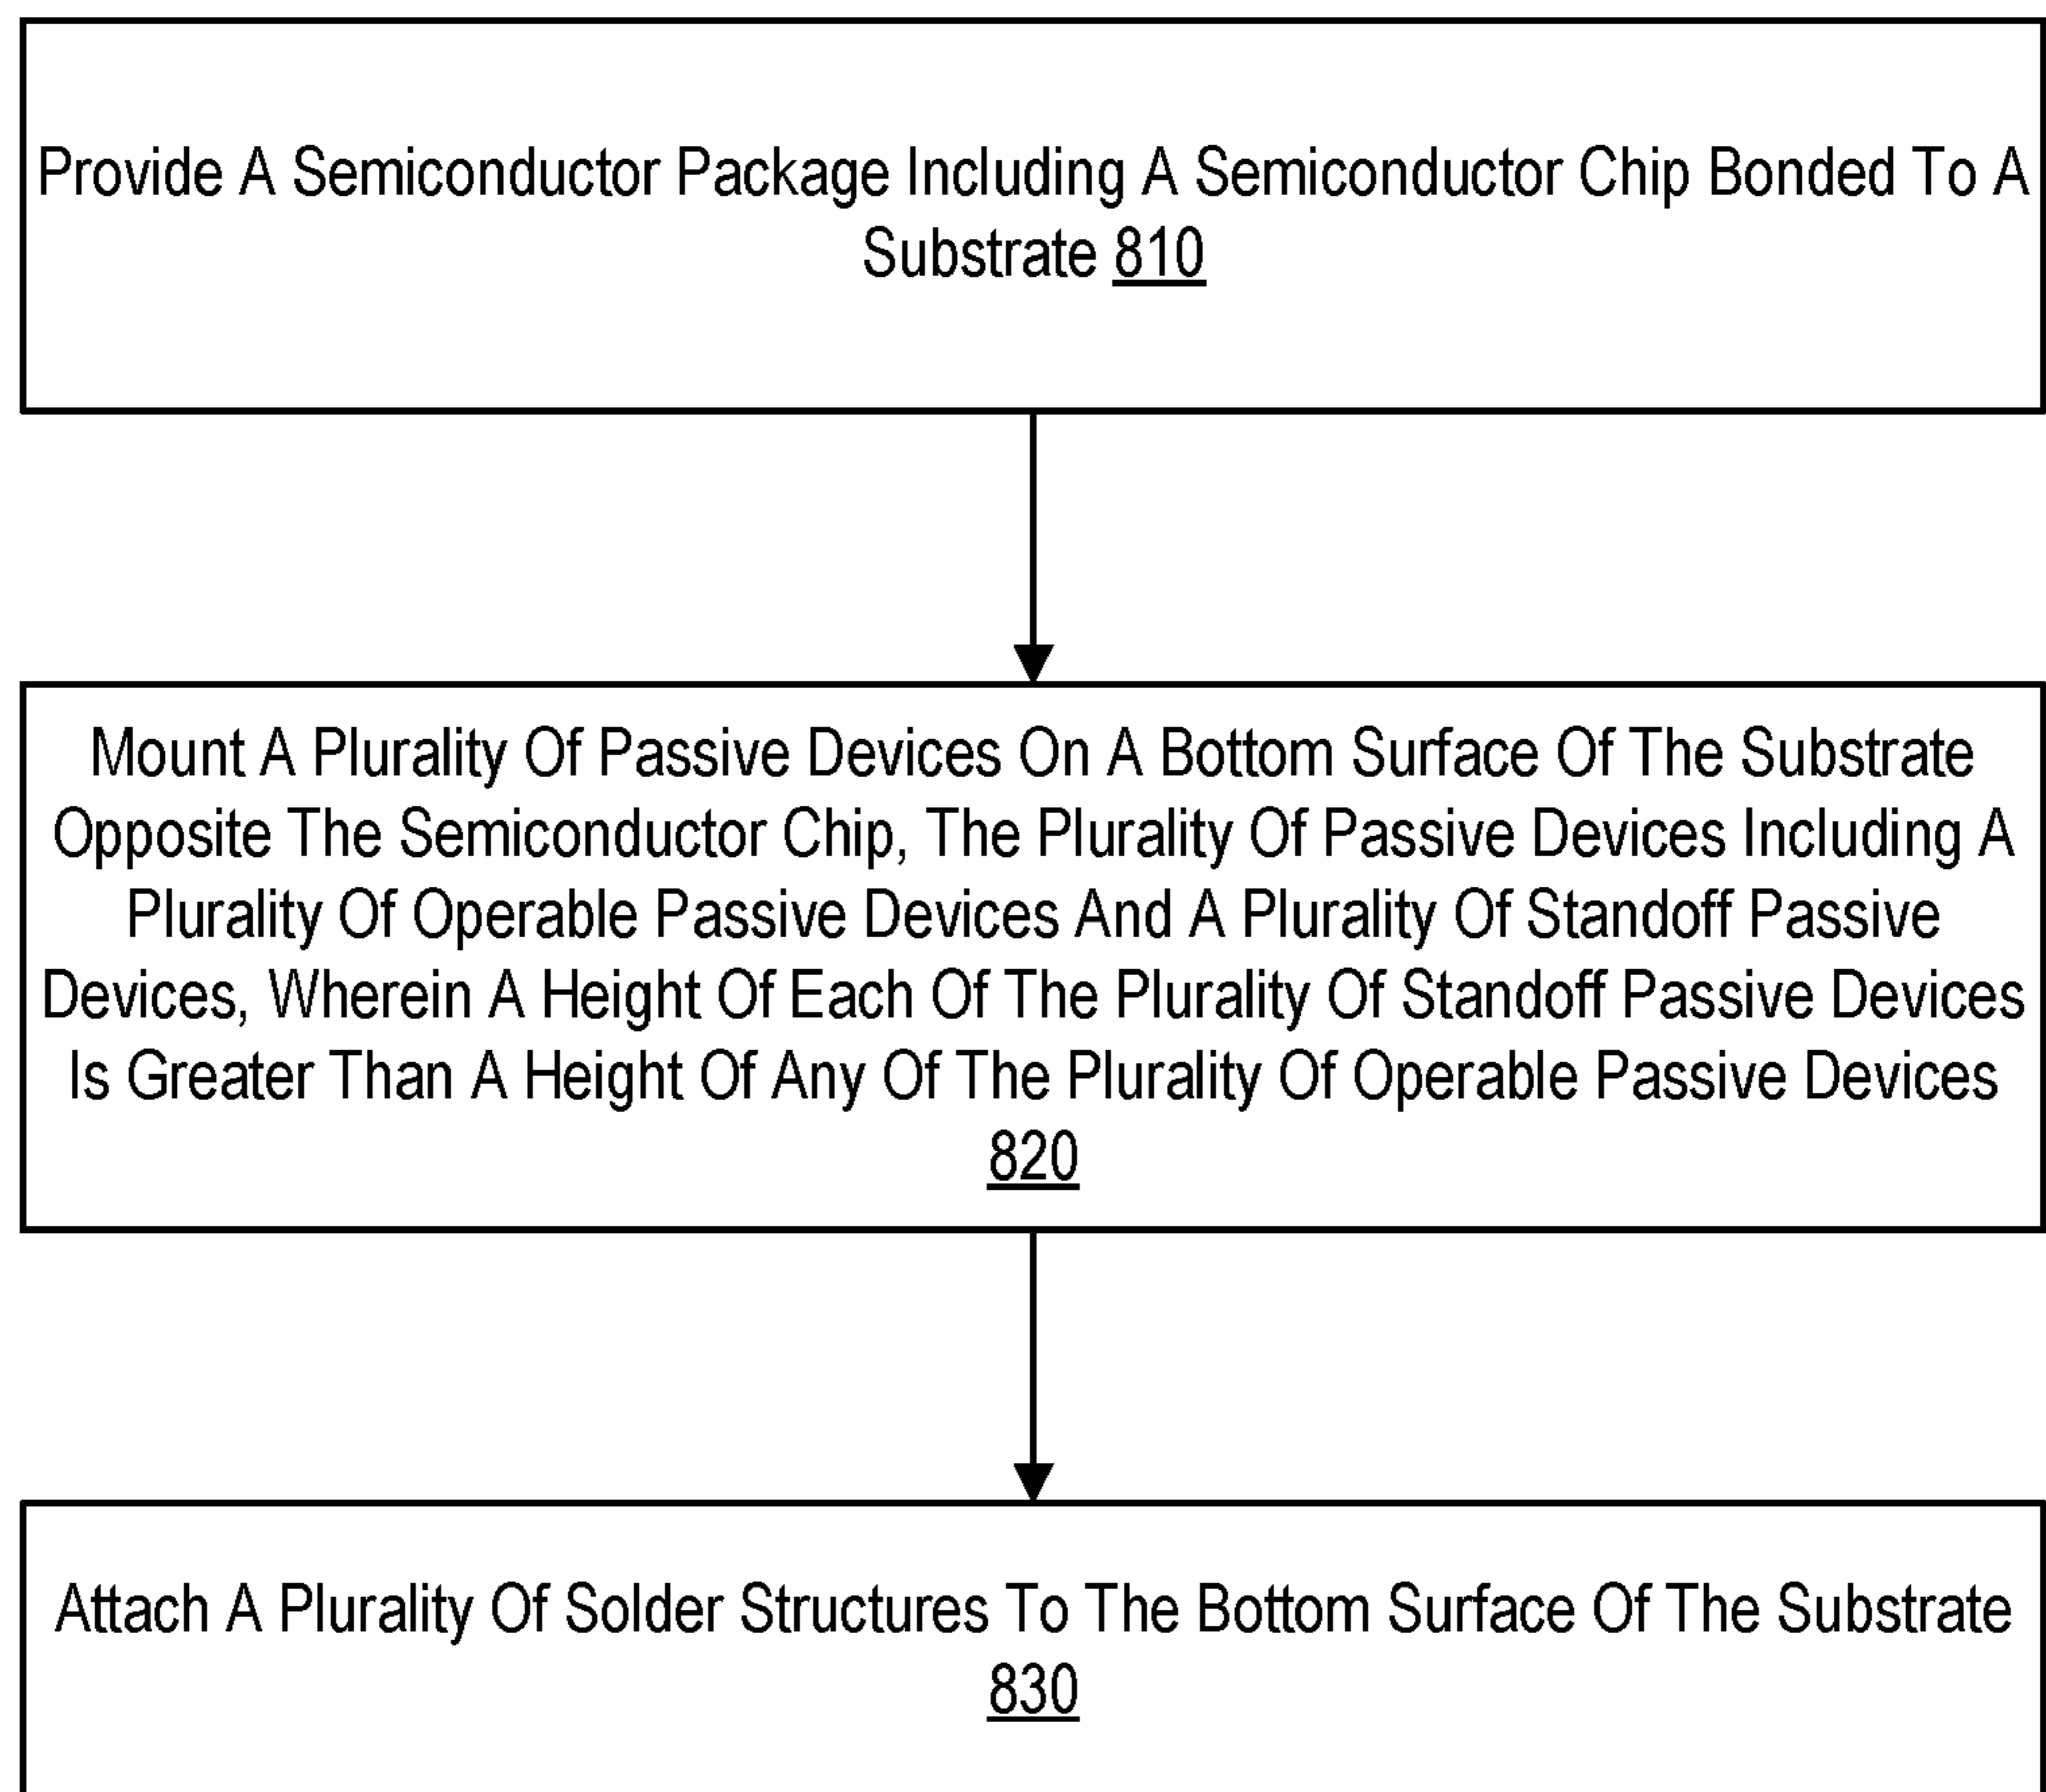 Provide A Semiconductor Package Including A Semiconductor Chip Bonded To A
Substrate 810
Mount A Plurality Of Passive Devices On A Bottom Surface Of The Substrate
Opposite The Semiconductor Chip, The Plurality Of Passive Devices Including A
Plurality Of Operable Passive Devices And A Plurality Of Standoff Passive
Devices, Wherein A Height Of Each Of The Plurality Of Standoff Passive Devices
Is Greater Than A Height Of Any Of The Plurality Of Operable Passive Devices
820
Attach A Plurality Of Solder Structures To The Bottom Surface Of The Substrate
830